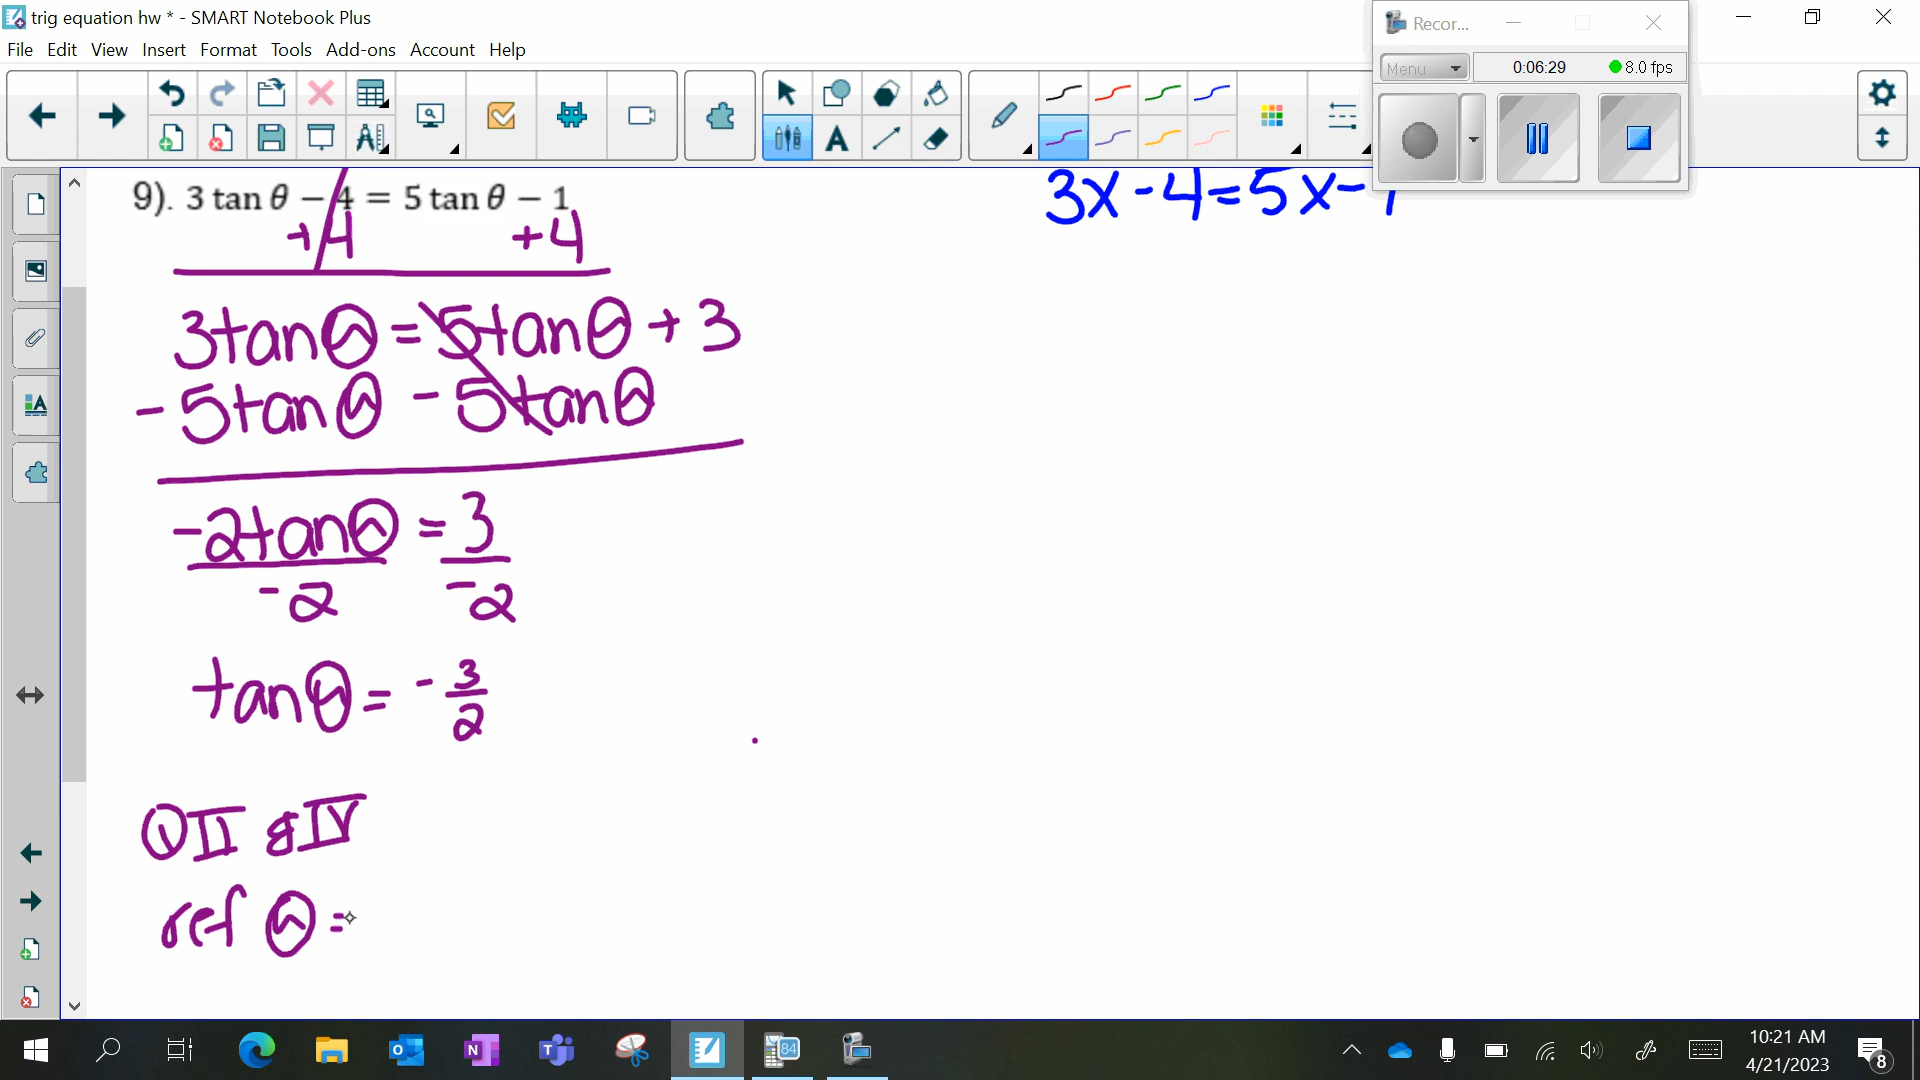 trig equation hw * - SMART Notebook Plus
File Edit View Insert Format Tools Add-ons Account Help
Recor...
Menu
0:06:29
8.0 fps
A
A
84
9). 3 tan θ − 4 = 5 tan θ − 1
+4 +4
3x-4=5x-1
3tanθ = 5tanθ + 3
- 5tanθ - 5tanθ
-2tanθ = 3
-2 -2
tanθ = - 3/2
QII & IV
ref θ =
10:21 AM
4/21/2023
8